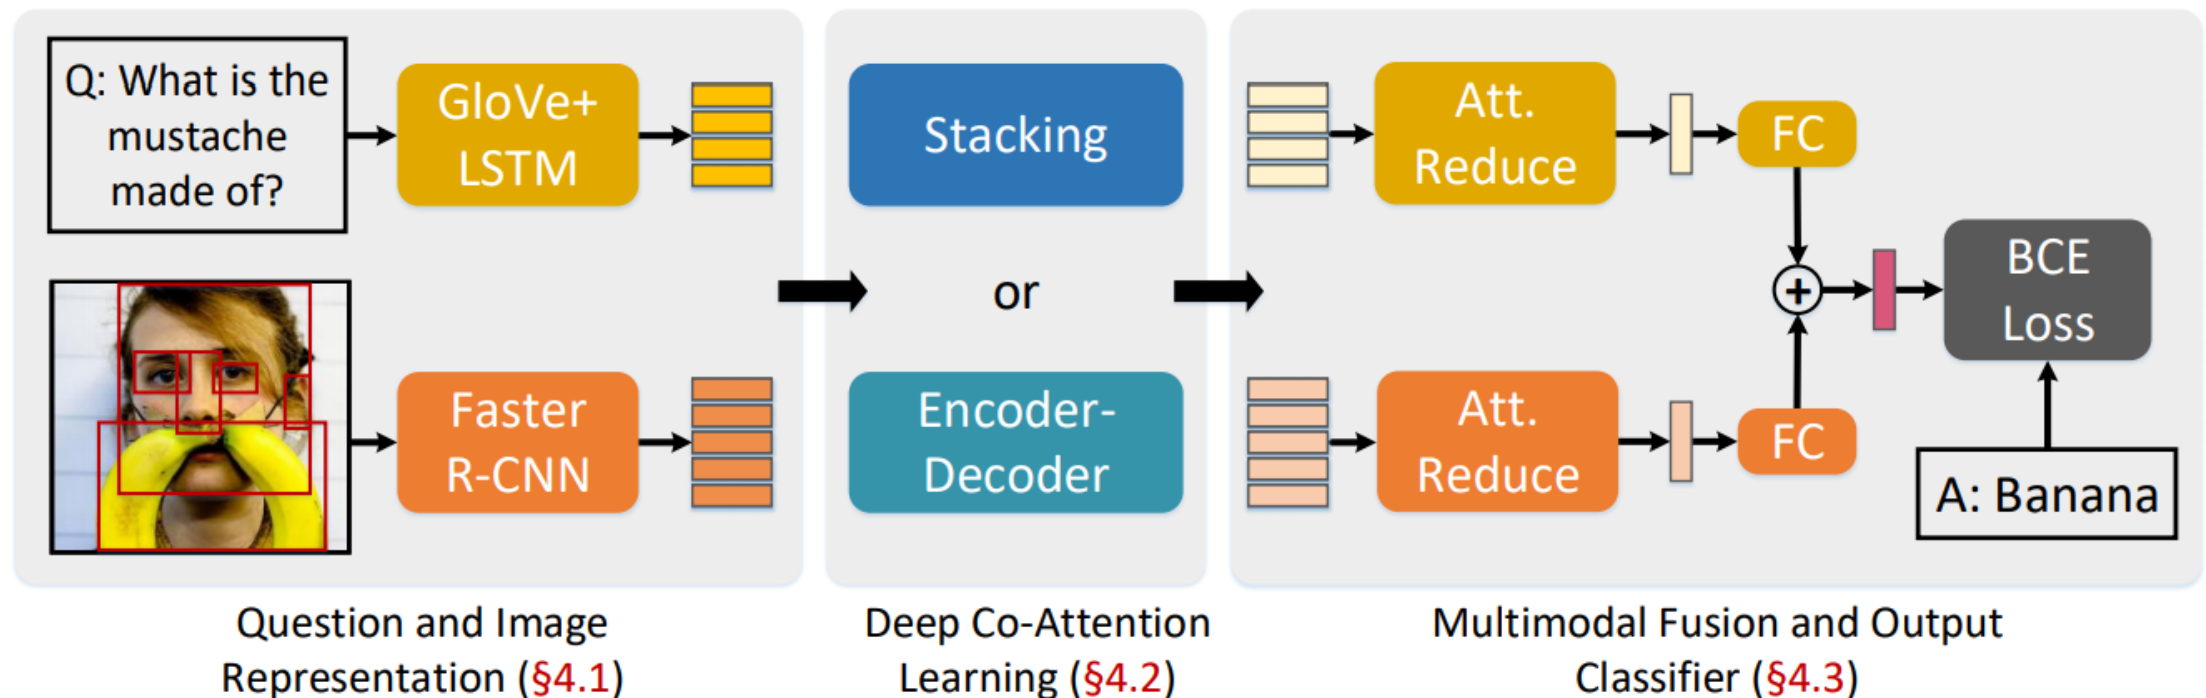 Q: What is the
mustache
made of?
GloVe+
LSTM
Faster
R-CNN
Question and Image
Representation (§4.1)
Stacking
or
Encoder-
Decoder
Deep Co-Attention
Learning (§4.2)
Att.
Reduce
FC
Att.
Reduce
FC
+
BCE
Loss
A: Banana
Multimodal Fusion and Output
Classifier (§4.3)